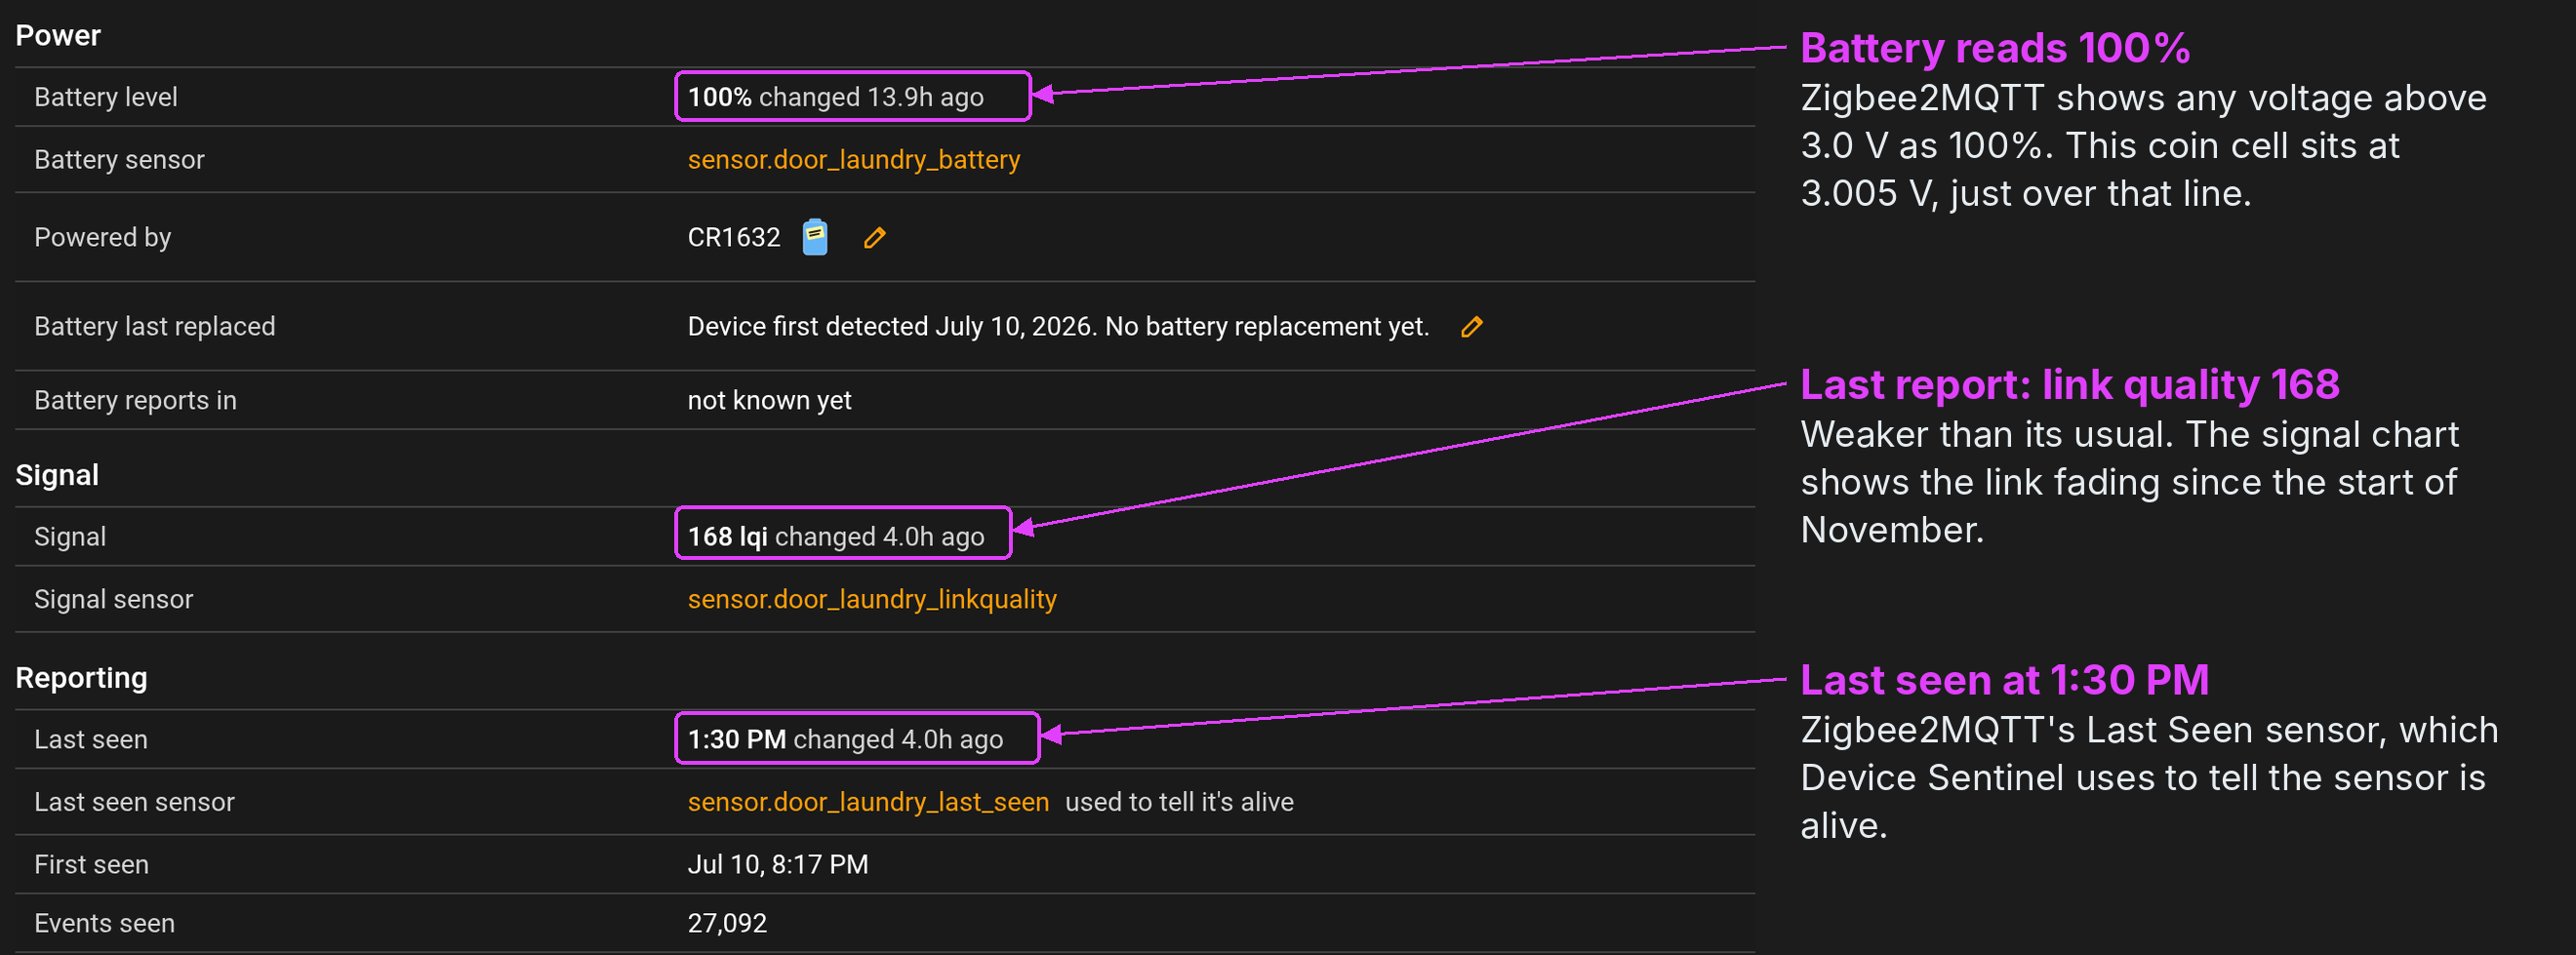 Power
Battery level 100% changed 13.9h ago
Battery sensor sensor.door_laundry_battery
Powered by CR1632
Battery last replaced Device first detected July 10, 2026. No battery replacement yet.
Battery reports in not known yet
Signal
Signal 168 lqi changed 4.0h ago
Signal sensor sensor.door_laundry_linkquality
Reporting
Last seen 1:30 PM changed 4.0h ago
Last seen sensor sensor.door_laundry_last_seen used to tell it's alive
First seen Jul 10, 8:17 PM
Events seen 27,092
Battery reads 100%
Zigbee2MQTT shows any voltage above
3.0 V as 100%. This coin cell sits at
3.005 V, just over that line.
Last report: link quality 168
Weaker than its usual. The signal chart
shows the link fading since the start of
November.
Last seen at 1:30 PM
Zigbee2MQTT's Last Seen sensor, which
Device Sentinel uses to tell the sensor is
alive.